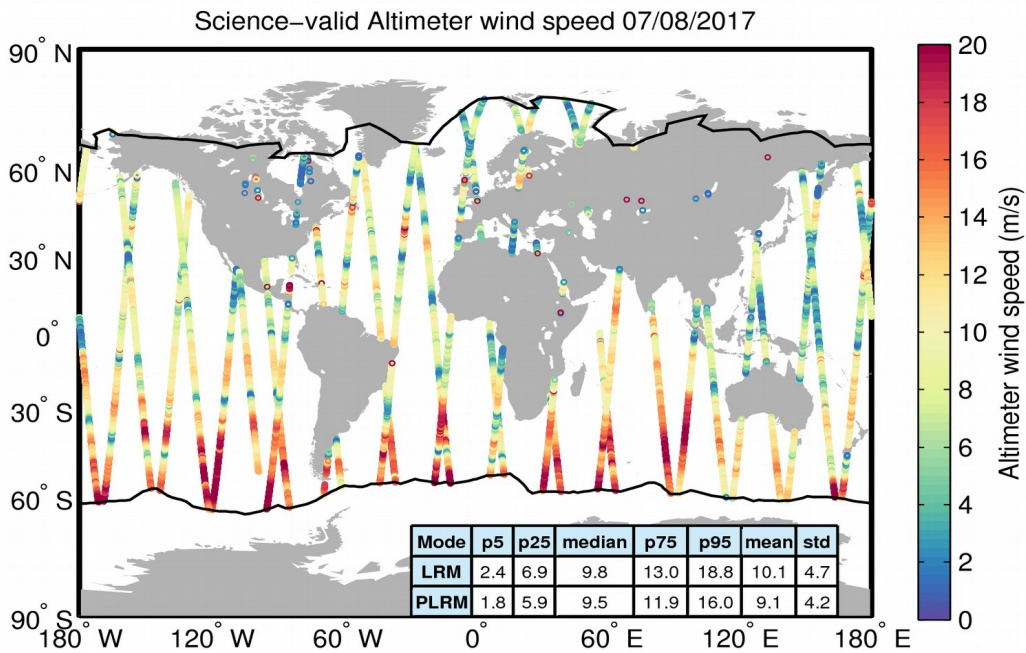 Science-valid Altimeter wind speed 07/08/2017
90° N
60° N
30° N
0°
30° S
60° S
90° S
180° W
120° W
60° W
0°
60° E
120° E
180° E
Mode p5 p25 median p75 p95 mean std
LRM 2.4 6.9 9.8 13.0 18.8 10.1 4.7
PLRM 1.8 5.9 9.5 11.9 16.0 9.1 4.2
20
18
16
14
12
10
8
6
4
2
0
Altimeter wind speed (m/s)